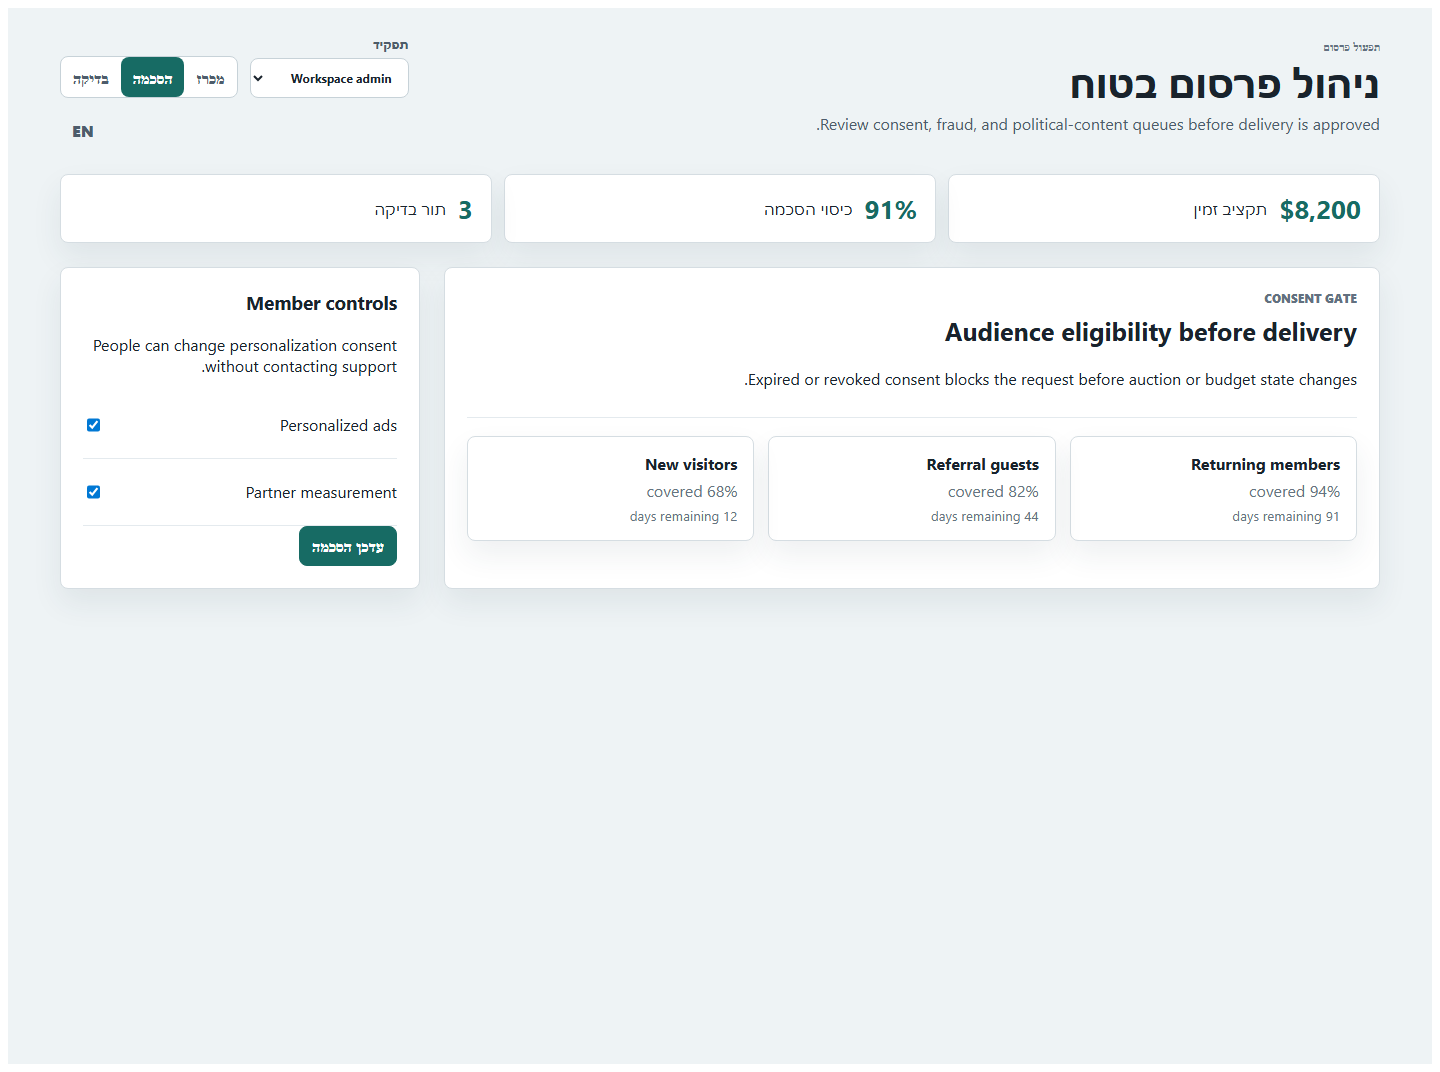 תפעול פרסום
ניהול פרסום בטוח
.Review consent, fraud, and political-content queues before delivery is approved
תפקיד
Workspace admin
מכרז
הסכמה
בדיקה
EN
$8,200 תקציב זמין
91% כיסוי הסכמה
3 תור בדיקה
CONSENT GATE
Audience eligibility before delivery
.Expired or revoked consent blocks the request before auction or budget state changes
Returning members
covered 94%
days remaining 91
Referral guests
covered 82%
days remaining 44
New visitors
covered 68%
days remaining 12
Member controls
People can change personalization consent
.without contacting support
Personalized ads
Partner measurement
עדכן הסכמה